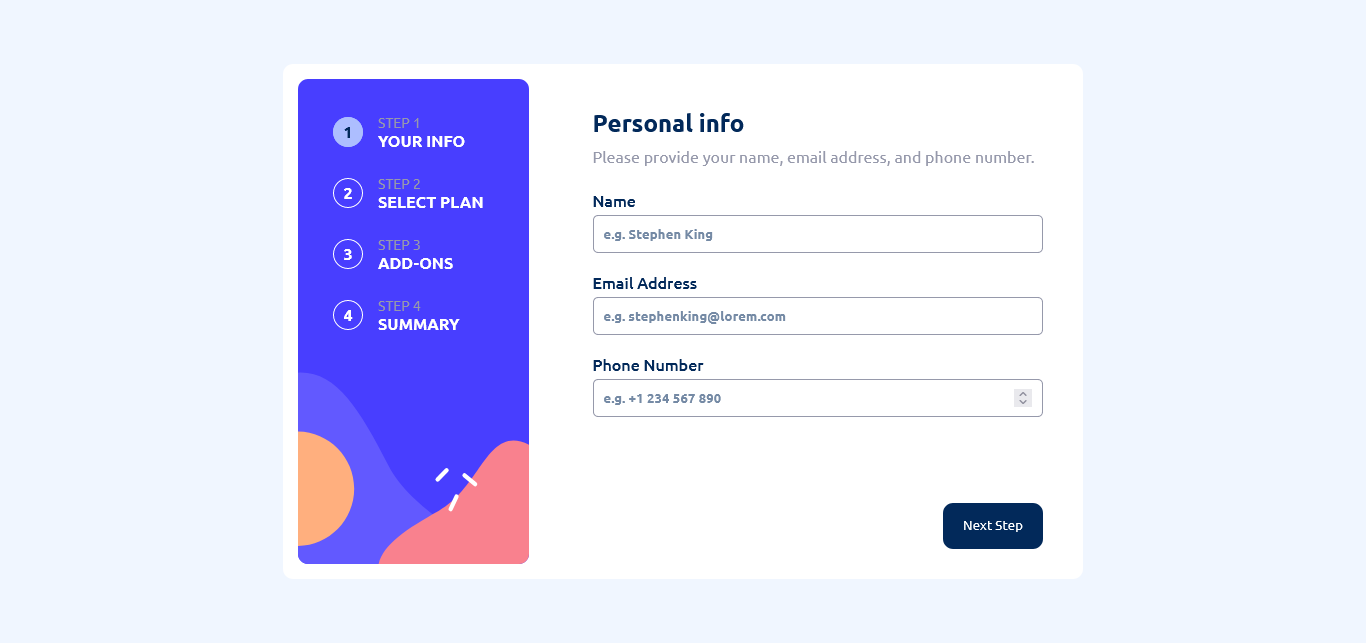 1
STEP 1
YOUR INFO
2
STEP 2
SELECT PLAN
3
STEP 3
ADD-ONS
4
STEP 4
SUMMARY
Personal info
Please provide your name, email address, and phone number.
Name
e.g. Stephen King
Email Address
e.g. stephenking@lorem.com
Phone Number
e.g. +1 234 567 890
Next Step